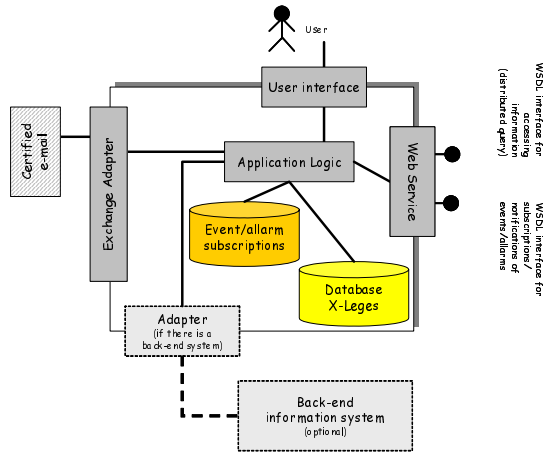 User
User interface
WSDL interface for
accessing
information
(distributed query)
Certified
e-mail
Exchange Adapter
Application Logic
Web Service
WSDL interface for
subscriptions/
notifications of
events/allarms
Event/allarm
subscriptions
Database
X-Leges
Adapter
(if there is a
back-end system)
Back-end
information system
(optional)